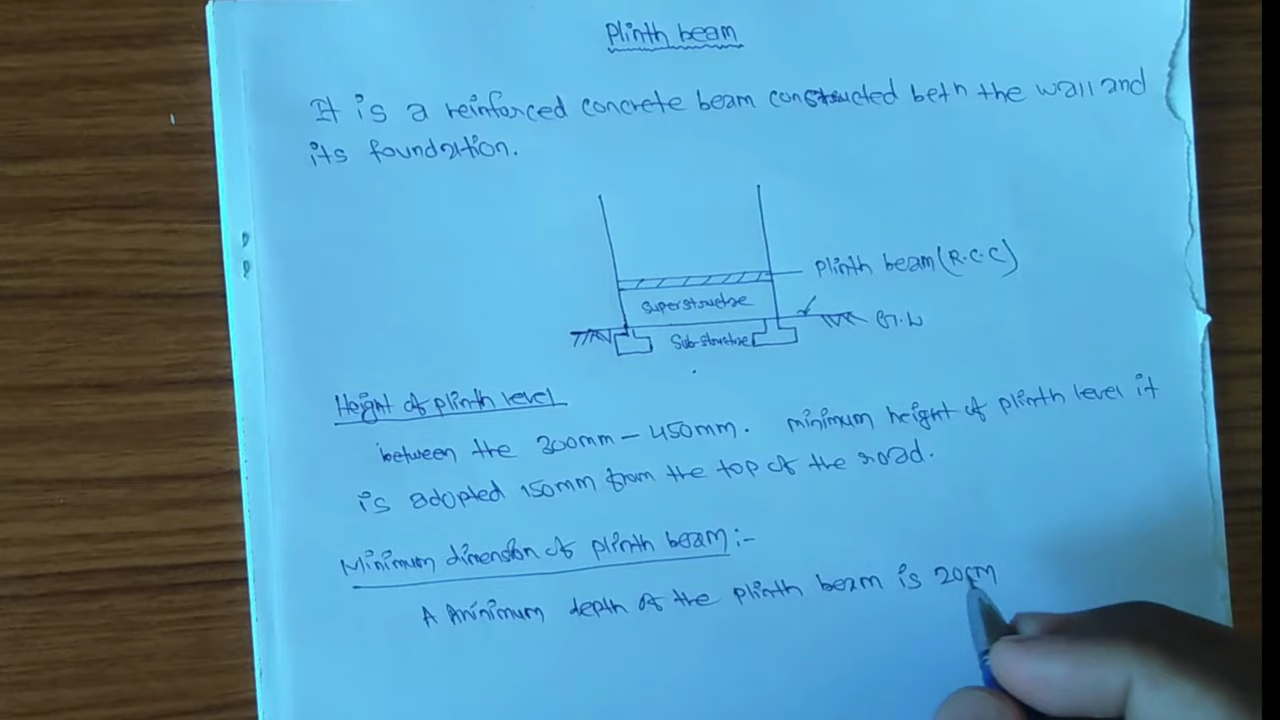 Plinth beam
It is a reinforced concrete beam constructed beth the wall and
its foundation.
Plinth beam (R.C.C)
Superstructure
G.L
Sub-structure
Height of plinth level
between the 300mm - 450mm. minimum height of plinth level it
is adopted 150mm from the top of the road.
Minimum dimension of plinth beam:-
A minimum depth of the plinth beam is 20cm